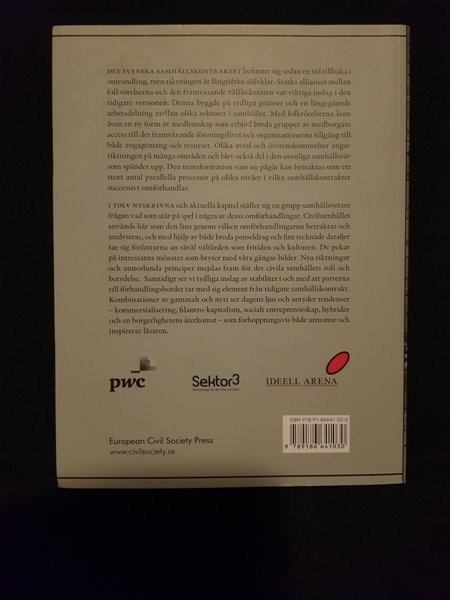 DET SVENSKA SAMHÄLLSKONTRAKTET befinner sig sedan en tid tillbaka i
omvandling, men riktningen är långtifrån självklar. Starka allianser mellan
folkrörelserna och den framväxande välfärdsstaten var viktiga inslag i den
tidigare versionen. Denna byggde på tydliga gränser och en långtgående
arbetsdelning mellan olika sektorer i samhället. Med folkrörelserna kom
även en ny form av medlemskap som erbjöd breda grupper av medborgare
access till det framväxande föreningslivet och organisationerna tillgång till
både engagemang och resurser. Olika avtal och överenskommelser angav
riktningen på många områden och blev också del i den osynliga samhällsväv
som spändes upp. Den transformation som nu pågår kan betraktas som ett
stort antal parallella processer på olika nivåer i vilka samhällskontraktet
successivt omförhandlas.
I TOLV NYSKRIVNA och aktuella kapitel ställer sig en grupp samhällsvetare
frågan vad som står på spel i några av dessa omförhandlingar. Civilsamhället
används här som den lins genom vilken omförhandlingarna betraktas och
analyseras, och med hjälp av både breda penseldrag och fint tecknade detaljer
tar sig författarna an såväl välfärden som fritiden och kulturen. De pekar
på intressanta mönster som bryter med våra gängse bilder. Nya riktningar
och annorlunda principer mejslas fram för det civila samhällets roll och
betydelse. Samtidigt ser vi tydliga inslag av stabilitet i och med att parterna
till förhandlingsbordet tar med sig element från tidigare samhällskontrakt.
Kombinationer av gammalt och nytt ser dagens ljus och antyder tendenser
– kommersialisering, filantro-kapitalism, socialt entreprenörskap, hybrider
och en borgerlighetens återkomst – som förhoppningsvis både utmanar och
inspirerar läsaren.
pwc
Sektor3
IDEELL ARENA
ISBN 978-91-86641-03-0
9 789186 641030
European Civil Society Press
www.civilsociety.se